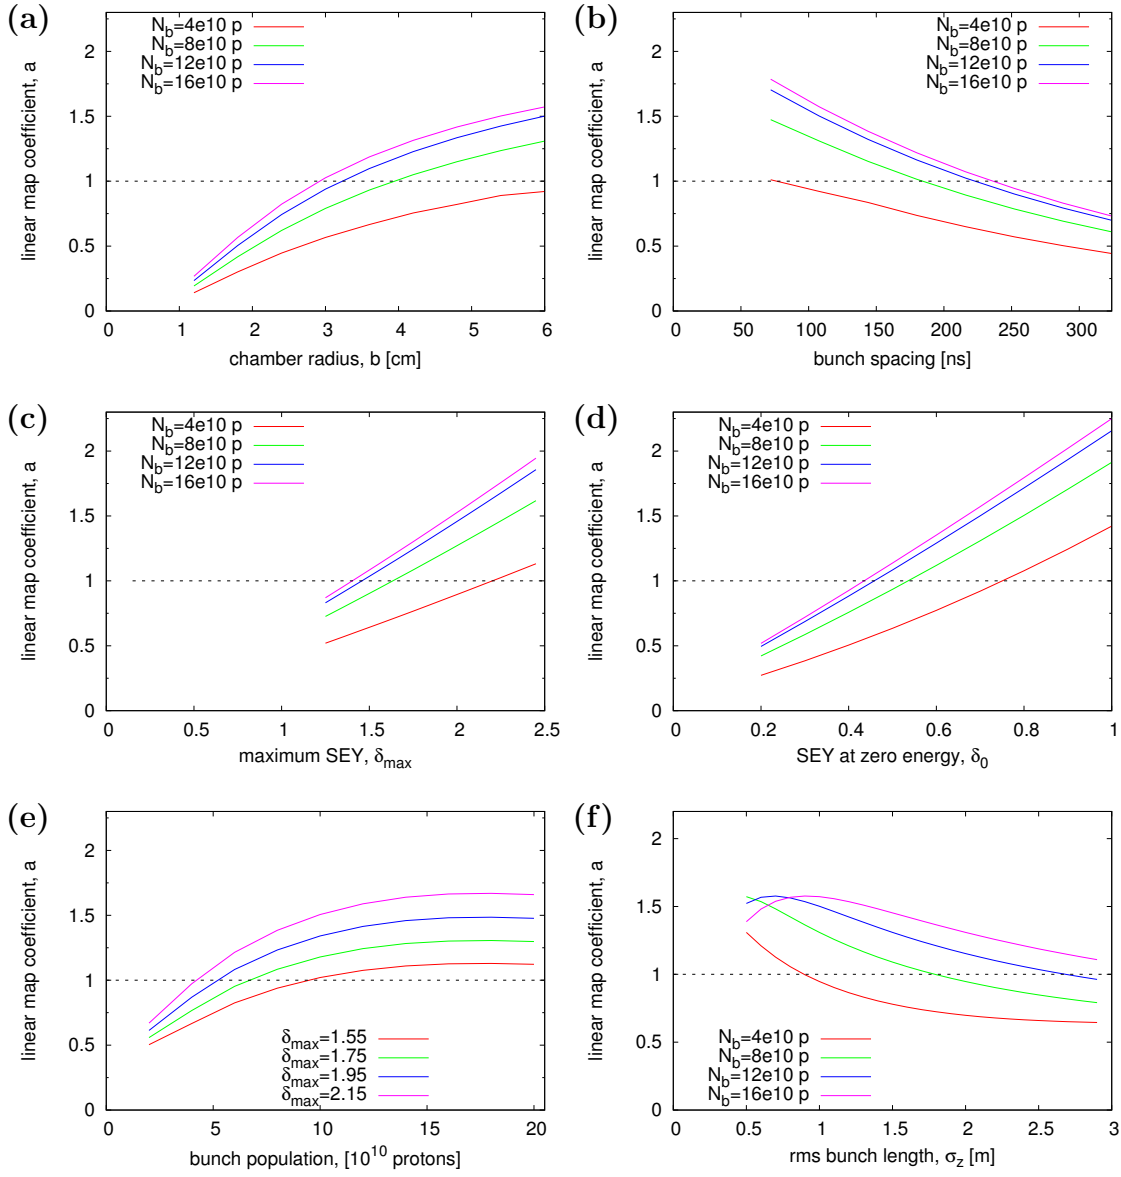 (a)
N_b=4e10 p
N_b=8e10 p
N_b=12e10 p
N_b=16e10 p
linear map coefficient, a
2
1.5
1
0.5
0
0 1 2 3 4 5 6
chamber radius, b [cm]
(b)
N_b=4e10 p
N_b=8e10 p
N_b=12e10 p
N_b=16e10 p
linear map coefficient, a
2
1.5
1
0.5
0
0 50 100 150 200 250 300
bunch spacing [ns]
(c)
N_b=4e10 p
N_b=8e10 p
N_b=12e10 p
N_b=16e10 p
linear map coefficient, a
2
1.5
1
0.5
0
0 0.5 1 1.5 2 2.5
maximum SEY, δ_max
(d)
N_b=4e10 p
N_b=8e10 p
N_b=12e10 p
N_b=16e10 p
linear map coefficient, a
2
1.5
1
0.5
0
0 0.2 0.4 0.6 0.8 1
SEY at zero energy, δ_0
(e)
linear map coefficient, a
2
1.5
1
0.5
0
δ_max=1.55
δ_max=1.75
δ_max=1.95
δ_max=2.15
0 5 10 15 20
bunch population, [10^10 protons]
(f)
linear map coefficient, a
2
1.5
1
0.5
0
N_b=4e10 p
N_b=8e10 p
N_b=12e10 p
N_b=16e10 p
0 0.5 1 1.5 2 2.5 3
rms bunch length, σ_z [m]